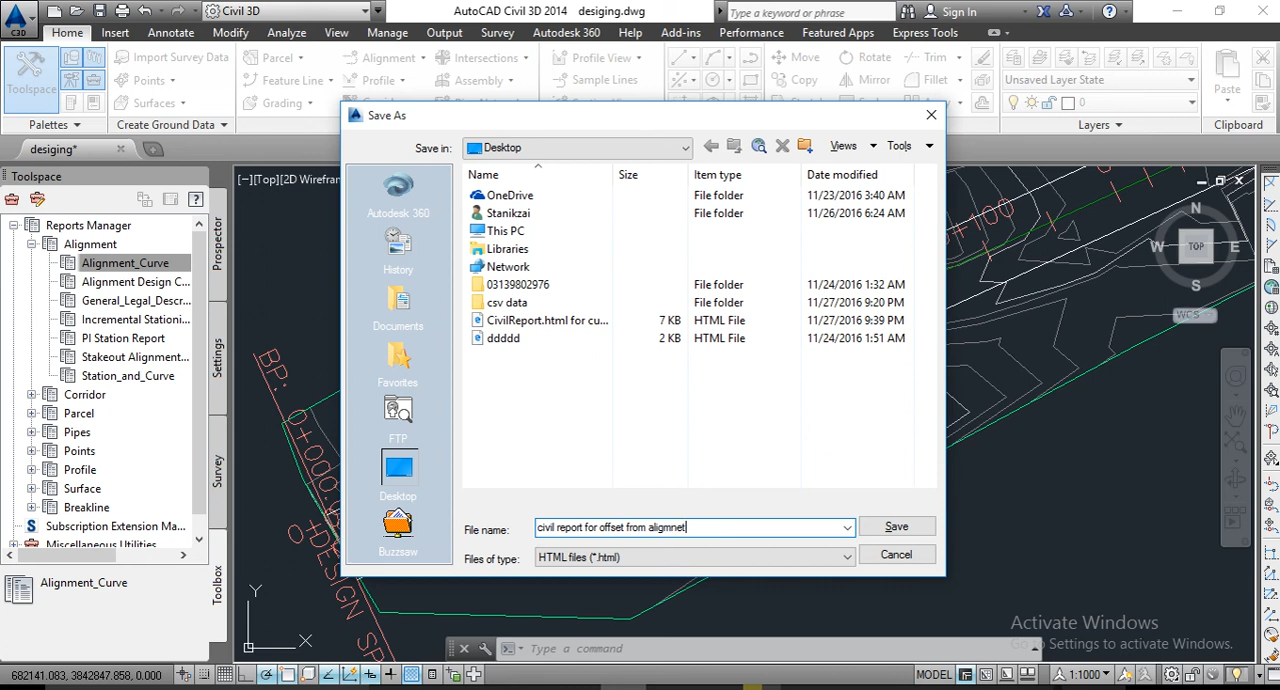 C3D
Civil 3D
AutoCAD Civil 3D 2014 desiging.dwg
Type a keyword or phrase
Sign In
Home Insert Annotate Modify Analyze View Manage Output Survey Autodesk 360 Help Add-ins Performance Featured Apps Express Tools
Toolspace
Import Survey Data
Points
Surfaces
Parcel
Feature Line
Grading
Alignment
Profile
Intersections
Assembly
Profile View
Sample Lines
Move
Copy
Rotate
Mirror
Trim
Fillet
Unsaved Layer State
0
Paste
Palettes
Create Ground Data
Layers
Clipboard
desiging*
Toolspace
Reports Manager
Alignment
Alignment_Curve
Alignment Design C...
General_Legal_Descr...
Incremental Stationi...
PI Station Report
Stakeout Alignment...
Station_and_Curve
Corridor
Parcel
Pipes
Points
Profile
Surface
Breakline
Subscription Extension Ma...
Miscellaneous Utilities
Alignment_Curve
Prospector
Settings
Survey
Toolbox
[−][Top][2D Wirefram
Save As
Save in:
Desktop
Views
Tools
Autodesk 360
History
Documents
Favorites
FTP
Desktop
Buzzsaw
Name Size Item type Date modified
OneDrive File folder 11/23/2016 3:40 AM
Stanikzai File folder 11/26/2016 6:24 AM
This PC
Libraries
Network
03139802976 File folder 11/24/2016 1:32 AM
csv data File folder 11/27/2016 9:20 PM
CivilReport.html for cu... 7 KB HTML File 11/27/2016 9:39 PM
ddddd 2 KB HTML File 11/24/2016 1:51 AM
File name: civil report for offset from aligmnet
Save
Files of type: HTML files (*.html)
Cancel
N
W TOP E
S
WCS
Y
X
Activate Windows
Go to Settings to activate Windows.
Type a command
682141.083, 3842847.858, 0.000
MODEL
1:1000